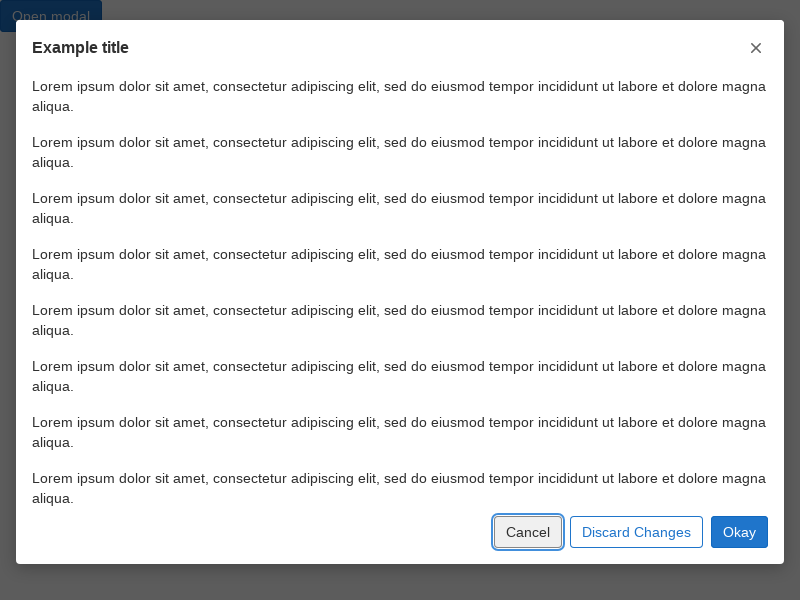 Open modal
Example title
×
Lorem ipsum dolor sit amet, consectetur adipiscing elit, sed do eiusmod tempor incididunt ut labore et dolore magna
aliqua.
Lorem ipsum dolor sit amet, consectetur adipiscing elit, sed do eiusmod tempor incididunt ut labore et dolore magna
aliqua.
Lorem ipsum dolor sit amet, consectetur adipiscing elit, sed do eiusmod tempor incididunt ut labore et dolore magna
aliqua.
Lorem ipsum dolor sit amet, consectetur adipiscing elit, sed do eiusmod tempor incididunt ut labore et dolore magna
aliqua.
Lorem ipsum dolor sit amet, consectetur adipiscing elit, sed do eiusmod tempor incididunt ut labore et dolore magna
aliqua.
Lorem ipsum dolor sit amet, consectetur adipiscing elit, sed do eiusmod tempor incididunt ut labore et dolore magna
aliqua.
Lorem ipsum dolor sit amet, consectetur adipiscing elit, sed do eiusmod tempor incididunt ut labore et dolore magna
aliqua.
Lorem ipsum dolor sit amet, consectetur adipiscing elit, sed do eiusmod tempor incididunt ut labore et dolore magna
aliqua.
Cancel Discard Changes Okay